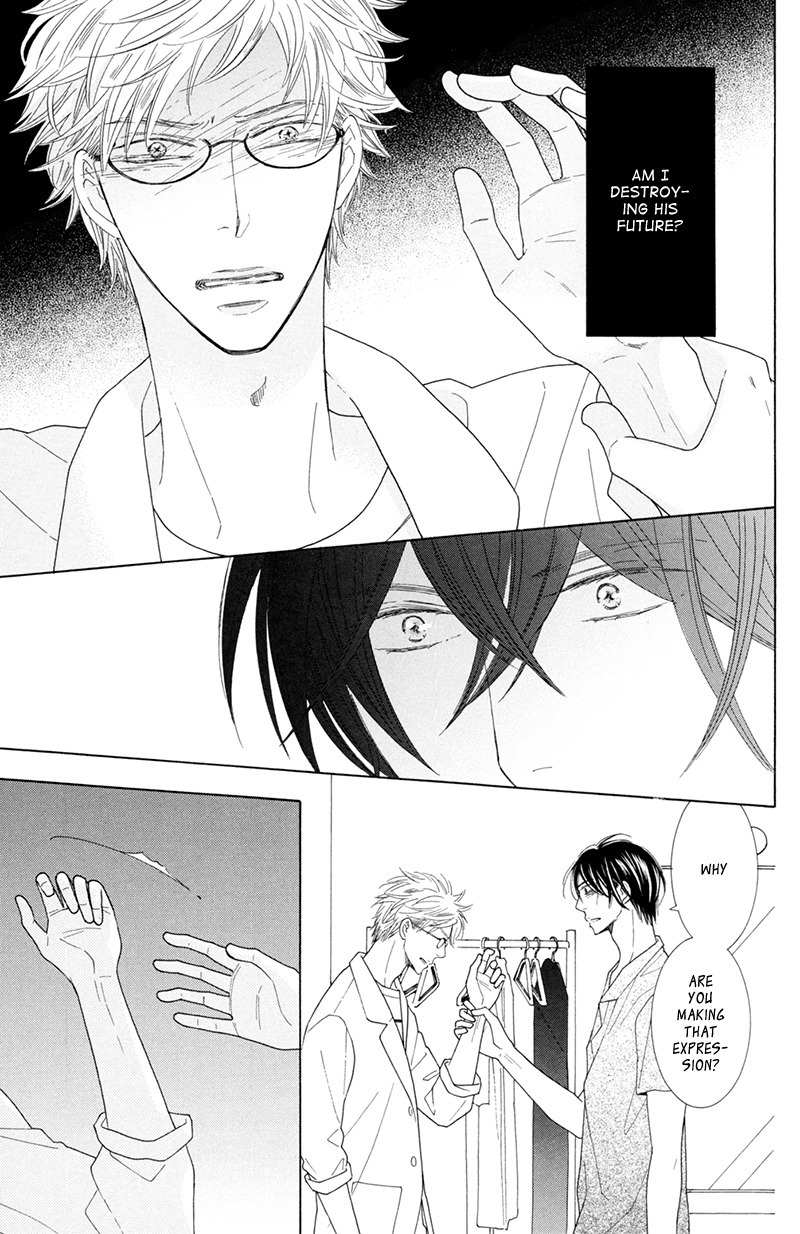 AM I
DESTROY-
ING HIS
FUTURE?
WHY
ARE
YOU
MAKING
THAT
EXPRES-
SION?